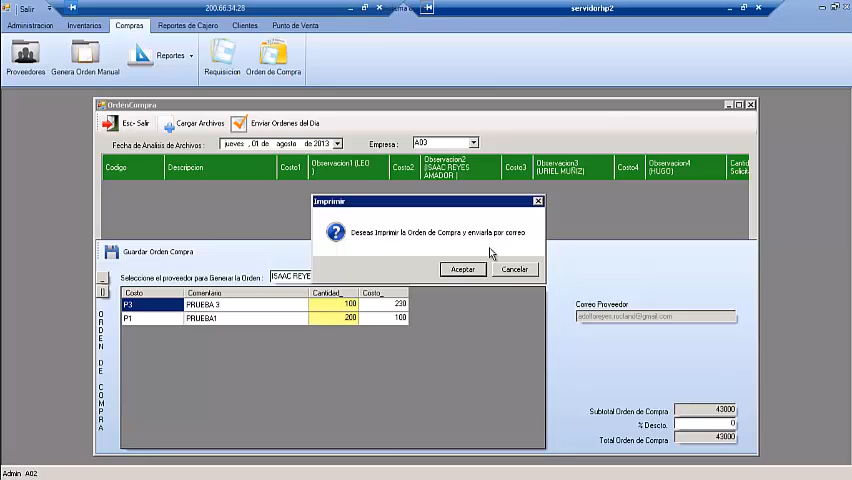 Salir
200.66.34.28
servidorhp2
Administracion Inventarios Compras Reportes de Cajero Clientes Punto de Venta
Proveedores Genera Orden Manual Reportes Requisicion Orden de Compra
OrdenCompra
Esc- Salir Cargar Archivos Enviar Ordenes del Dia
Fecha de Analisis de Archivos: jueves , 01 de agosto de 2013 Empresa: A03
Codigo Descripcion Costo1 Observacion1 (LEO ) Costo2 Observacion2 (ISAAC REYES AMADOR ) Costo3 Observacion3 (URIEL MUÑIZ) Costo4 Observacion4 (HUGO) Cantid Solicita
Imprimir
Deseas Imprimir la Orden de Compra y enviarla por correo
Aceptar Cancelar
Guardar Orden Compra
Seleccione el proveedor para Generar la Orden : ISAAC REYE
Costo Comentario Cantidad_ Costo_
P3 PRUEBA 3 100 230
P1 PRUEBA1 200 100
ORDEN DE COMPRA
Correo Proveedor
adolforeyes.rocland@gmail.com
Subtotal Orden de Compra 43000
% Descto. 0
Total Orden de Compra 43000
Admin A02